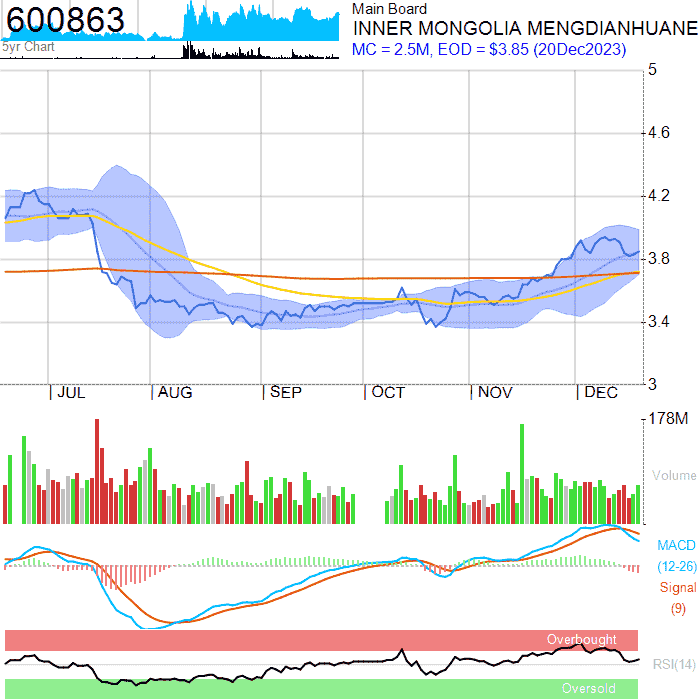 600863
5yr Chart
Main Board
INNER MONGOLIA MENGDIANHUANE
MC = 2.5M, EOD = $3.85 (20Dec2023)
5
4.6
4.2
3.8
3.4
3
JUL AUG SEP OCT NOV DEC
178M
Volume
MACD
(12-26)
Signal
(9)
Overbought
RSI(14)
Oversold